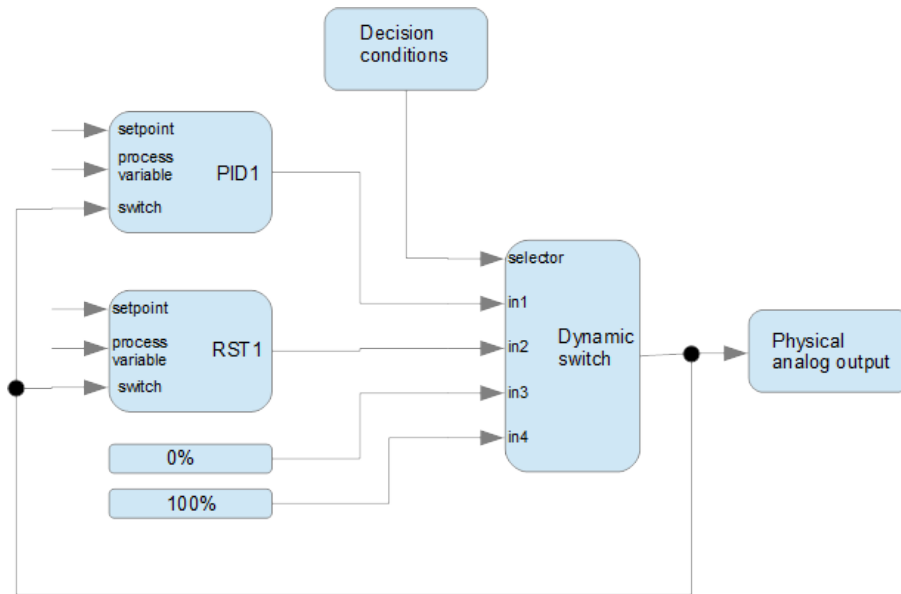 Decision
conditions
setpoint
process
variable
PID1
switch
selector
in1
setpoint
process
variable
RST1
switch
in2
Dynamic
switch
Physical
analog output
in3
in4
0%
100%